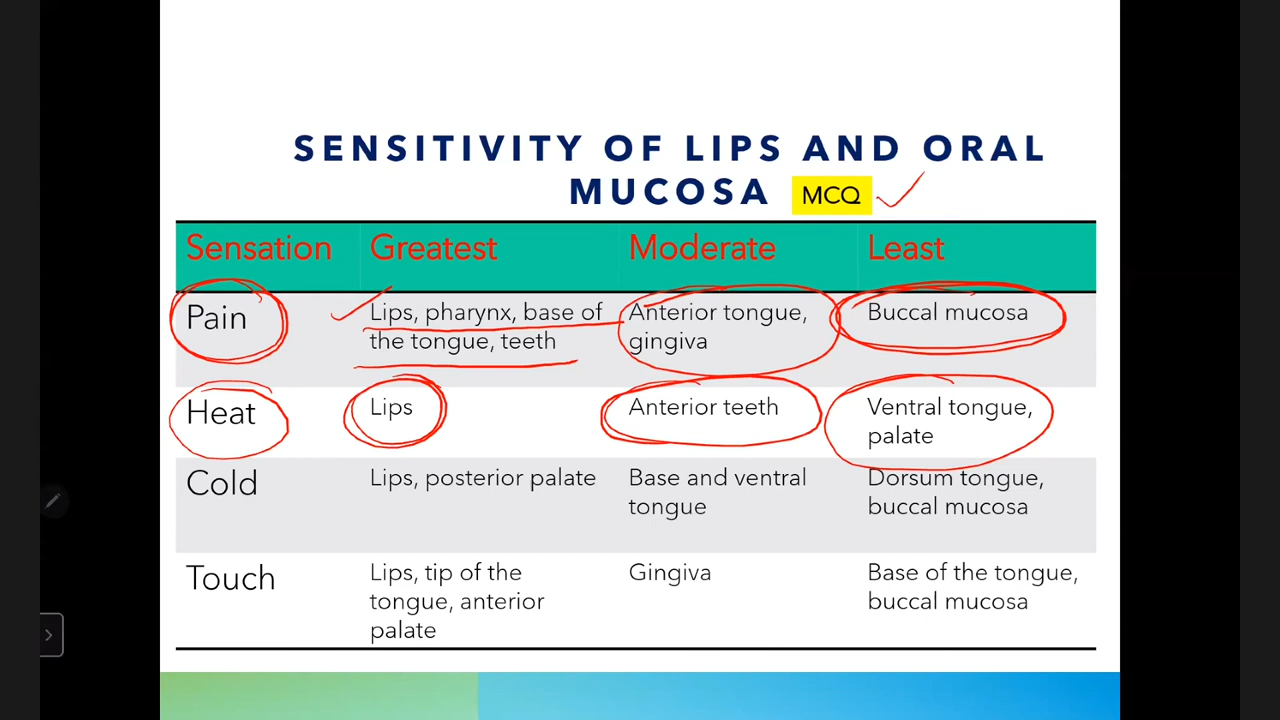 SENSITIVITY OF LIPS AND ORAL
MUCOSA MCQ
Sensation Greatest Moderate Least
Pain Lips, pharynx, base of the tongue, teeth Anterior tongue, gingiva Buccal mucosa
Heat Lips Anterior teeth Ventral tongue, palate
Cold Lips, posterior palate Base and ventral tongue Dorsum tongue, buccal mucosa
Touch Lips, tip of the tongue, anterior palate Gingiva Base of the tongue, buccal mucosa